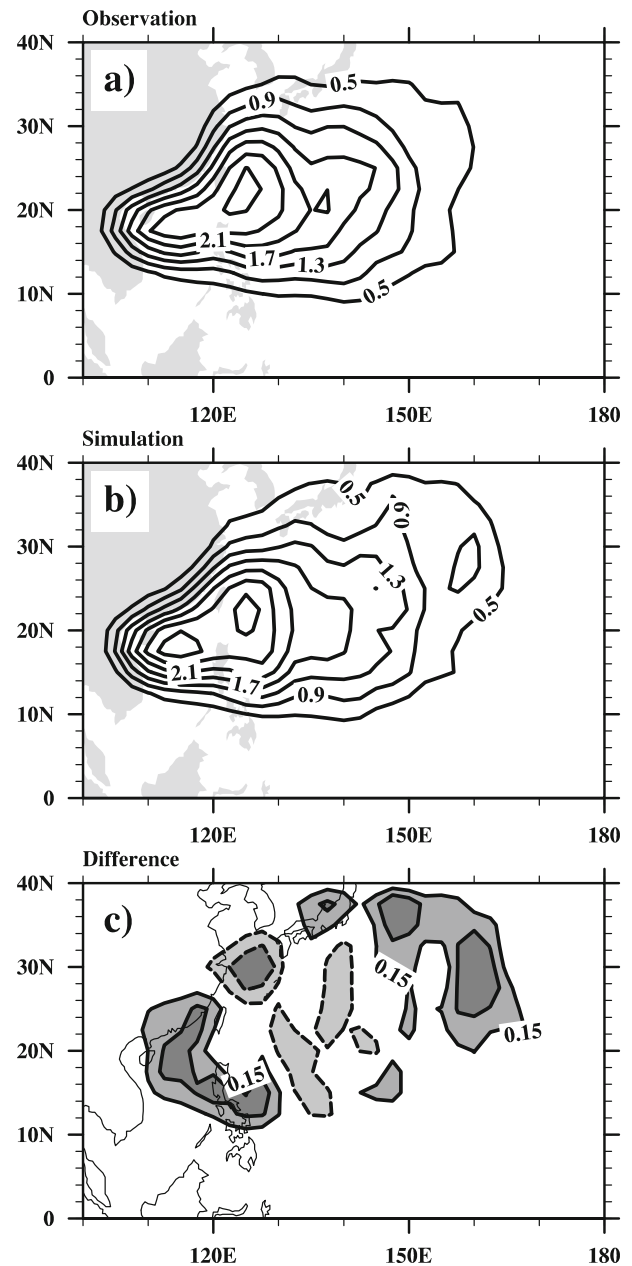 Observation
40N
a)
0.5
0.9
30N
20N
2.1
1.7
1.3
0.5
10N
0
120E 150E 180
Simulation
40N
b)
0.5
0.9
30N
1.3
0.5
20N
2.1
1.7
0.9
10N
0
120E 150E 180
Difference
40N
c)
30N
0.15
0.15
20N
0.15
10N
0
120E 150E 180